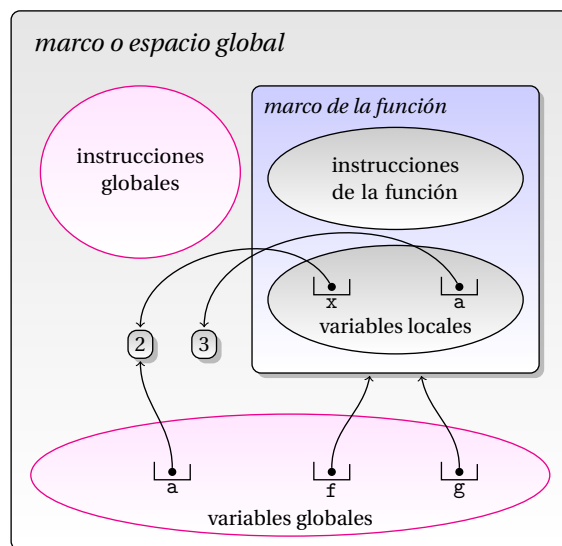 marco o espacio global
marco de la función
instrucciones
globales
instrucciones
de la función
x
a
variables locales
2
3
a
f
g
variables globales